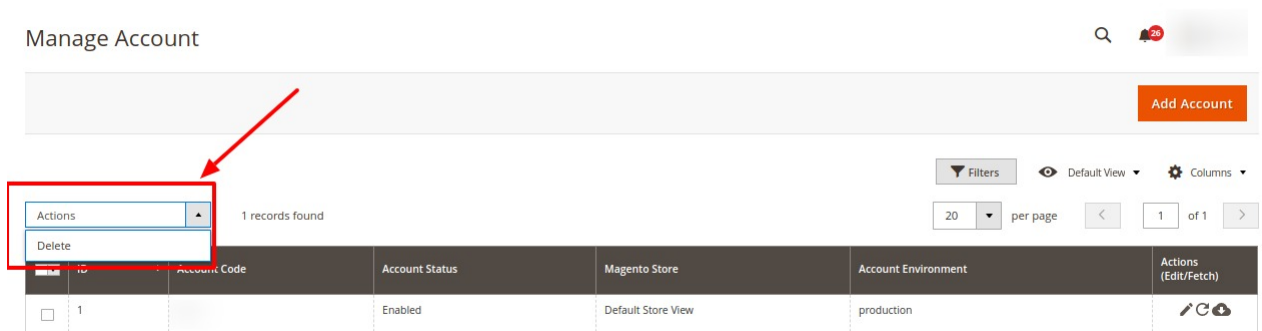 Manage Account
26
Add Account
Filters
Default View
Columns
Actions
1 records found
20
per page
1
of 1
Delete
ID
Account Code
Account Status
Magento Store
Account Environment
Actions
(Edit/Fetch)
1
Enabled
Default Store View
production